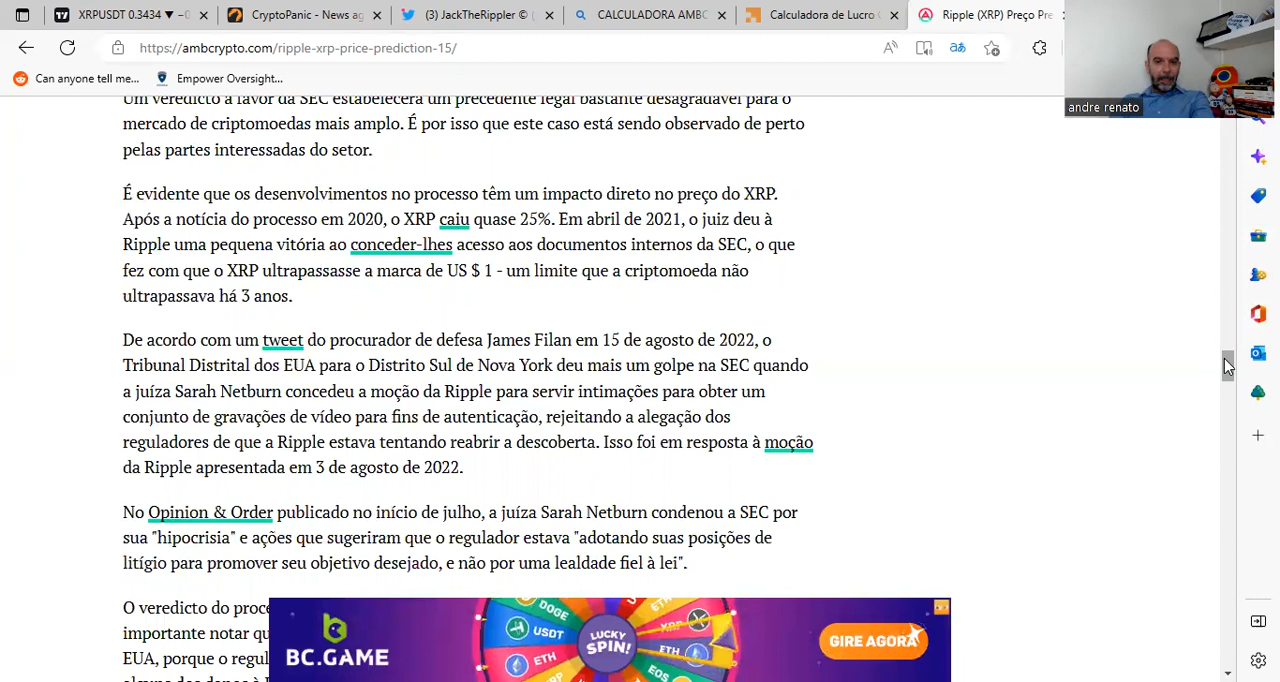 XRPUSDT 0.3434 ▼ −0
CryptoPanic - News ag
(3) JackTheRippler © (
CALCULADORA AMBC
Calculadora de Lucro
Ripple (XRP) Preço Pre
https://ambcrypto.com/ripple-xrp-price-prediction-15/
Can anyone tell me...
Empower Oversight...
andre renato
Um veredicto a favor da SEC estabelecerá um precedente legal bastante desagradável para o
mercado de criptomoedas mais amplo. É por isso que este caso está sendo observado de perto
pelas partes interessadas do setor.
É evidente que os desenvolvimentos no processo têm um impacto direto no preço do XRP.
Após a notícia do processo em 2020, o XRP caiu quase 25%. Em abril de 2021, o juiz deu à
Ripple uma pequena vitória ao conceder-lhes acesso aos documentos internos da SEC, o que
fez com que o XRP ultrapassasse a marca de US $ 1 - um limite que a criptomoeda não
ultrapassava há 3 anos.
De acordo com um tweet do procurador de defesa James Filan em 15 de agosto de 2022, o
Tribunal Distrital dos EUA para o Distrito Sul de Nova York deu mais um golpe na SEC quando
a juíza Sarah Netburn concedeu a moção da Ripple para servir intimações para obter um
conjunto de gravações de vídeo para fins de autenticação, rejeitando a alegação dos
reguladores de que a Ripple estava tentando reabrir a descoberta. Isso foi em resposta à moção
da Ripple apresentada em 3 de agosto de 2022.
No Opinion & Order publicado no início de julho, a juíza Sarah Netburn condenou a SEC por
sua "hipocrisia" e ações que sugeriram que o regulador estava "adotando suas posições de
litígio para promover seu objetivo desejado, e não por uma lealdade fiel à lei".
O veredicto do proce
importante notar qu
EUA, porque o regul
BC.GAME
DOGE
USDT
ETH
LUCKY
SPIN!
ETH
XRP
ETH
EOS
GIRE AGORA